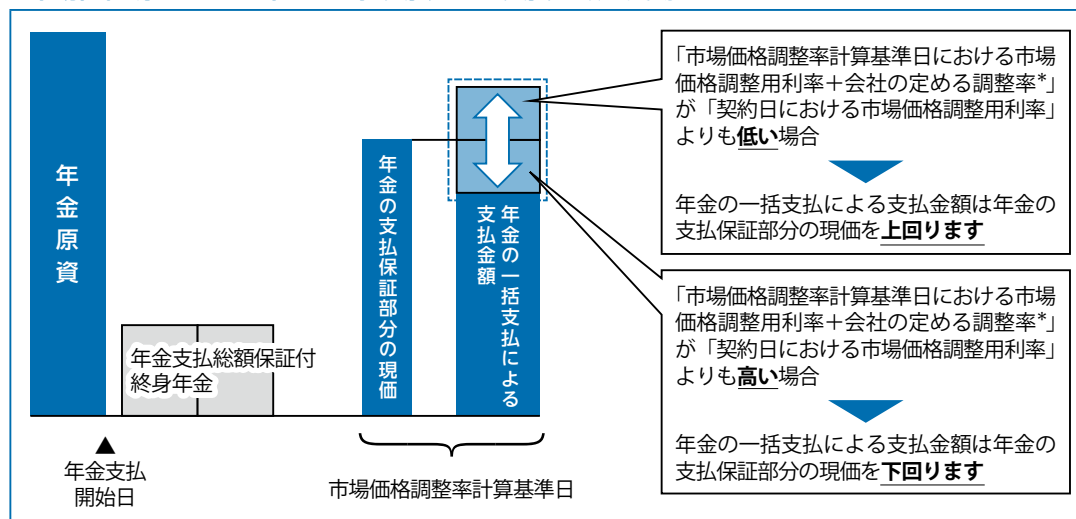 年金原資
年金支払総額保証付
終身年金
▲
年金支払
開始日
年金の支払保証部分の現価
年金の一括支払による
支払金額
市場価格調整率計算基準日
「市場価格調整率計算基準日における市場
価格調整用利率＋会社の定める調整率*」
が「契約日における市場価格調整用利率」
よりも低い場合
年金の一括支払による支払金額は年金の
支払保証部分の現価を上回ります
「市場価格調整率計算基準日における市場
価格調整用利率＋会社の定める調整率*」
が「契約日における市場価格調整用利率」
よりも高い場合
年金の一括支払による支払金額は年金の
支払保証部分の現価を下回ります